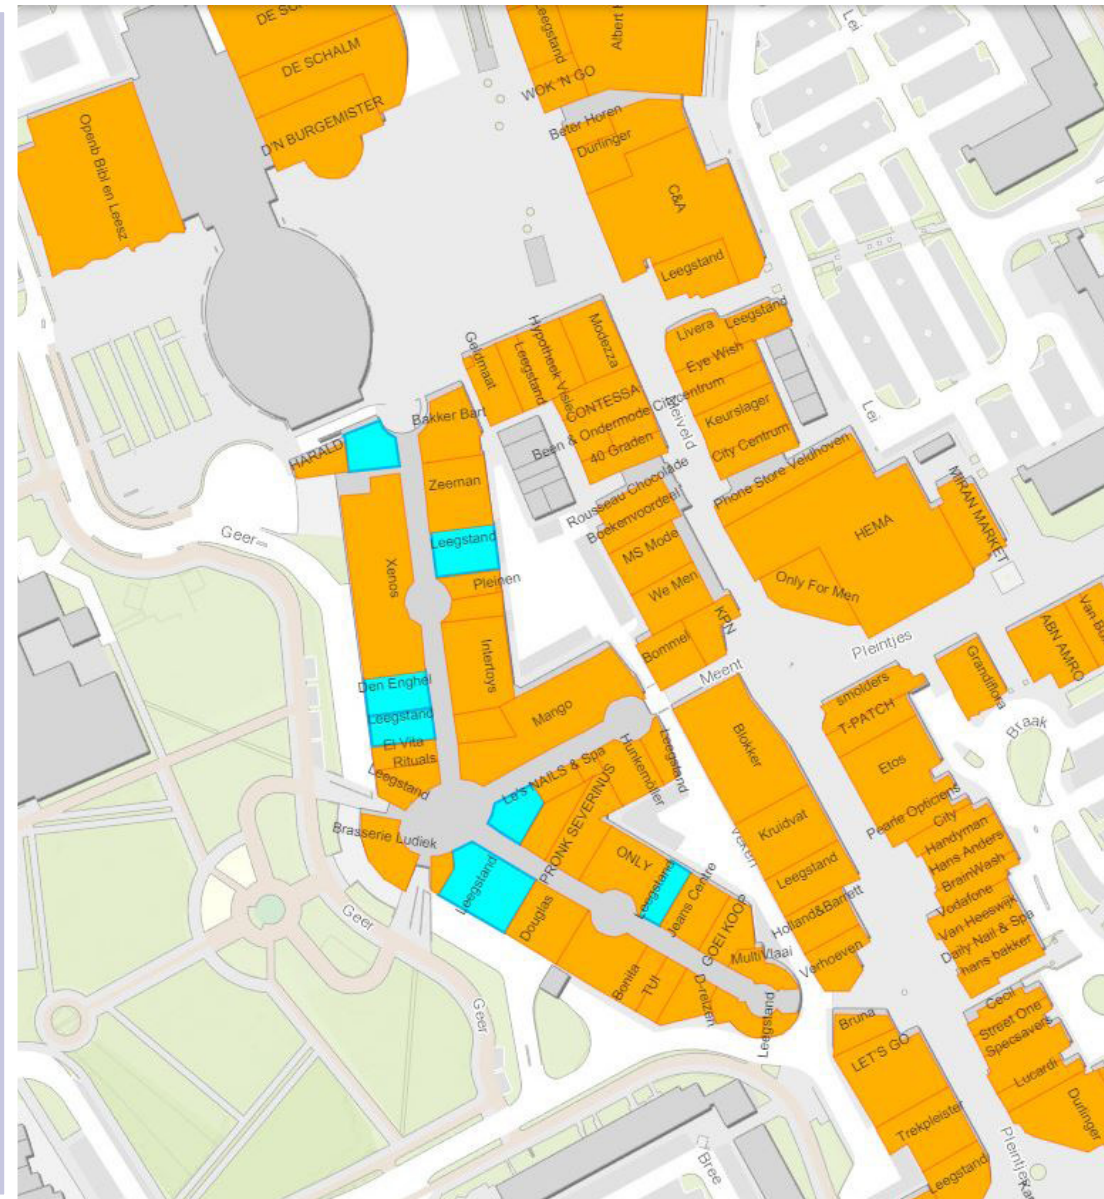 DE SCHALM
D'N BURGEMISTER
Openb Bibl en Leesz
Leegstand
WOK 'N GO
Albert
Lei
Beter Horen
Durlinger
C&A
Leegstand
Livera
Leegstand
Eye Wish
Citycentrum
Keurslager
City Centrum
Lei
Geldmaat
Leegstand
Hypotheek Visie
Modezza
CONTESSA
Been & Ondermode
40 Graden
Meiveld
Bakker Bart
HARALD
Zeeman
Leegstand
Pleinen
Xenos
Geer
Rousseau Chocolade
Boekenvoordeel
MS Mode
We Men
KPN
Bommel
Phone Store Veldhoven
HEMA
MIRAN MARKET
Only For Men
Pleintjes
Meent
Intertoys
Mango
Den Enghel
Leegstand
El Vita
Rituals
Leegstand
Brasserie Ludiek
Le's NAILS & Spa
Hunkemöller
Leegstand
PRONK SEVERINUS
ONLY
Leegstand
Jeans Centre
GOEI KOOP
MultiVlaai
Leegstand
Douglas
Bonita
TUI
D-reizen
Leegstand
Geer
Geer
Blokker
Kruidvat
Leegstand
Holland&Barrett
Verhoeven
smolders
T-PATCH
Etos
Pearle Opticiens
City
Handyman
Hans Anders
BrainWash
Vodafone
Van Heeswijk
Daily Nail & Spa
hans bakker
Grandiflora
ABN AMRO
Braak
Cecil
Street One
Specsavers
Lucardi
Durlinger
Bruna
LET'S GO
Trekpleister
Leegstand
Pleintjes
Bree